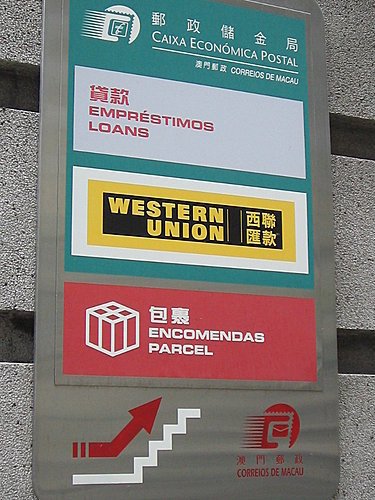 郵政儲金局
CAIXA ECONÓMICA POSTAL
澳門郵政 CORREIOS DE MACAU
貸款
EMPRÉSTIMOS
LOANS
WESTERN UNION
西聯匯款
包裹
ENCOMENDAS
PARCEL
澳門郵政
CORREIOS DE MACAU